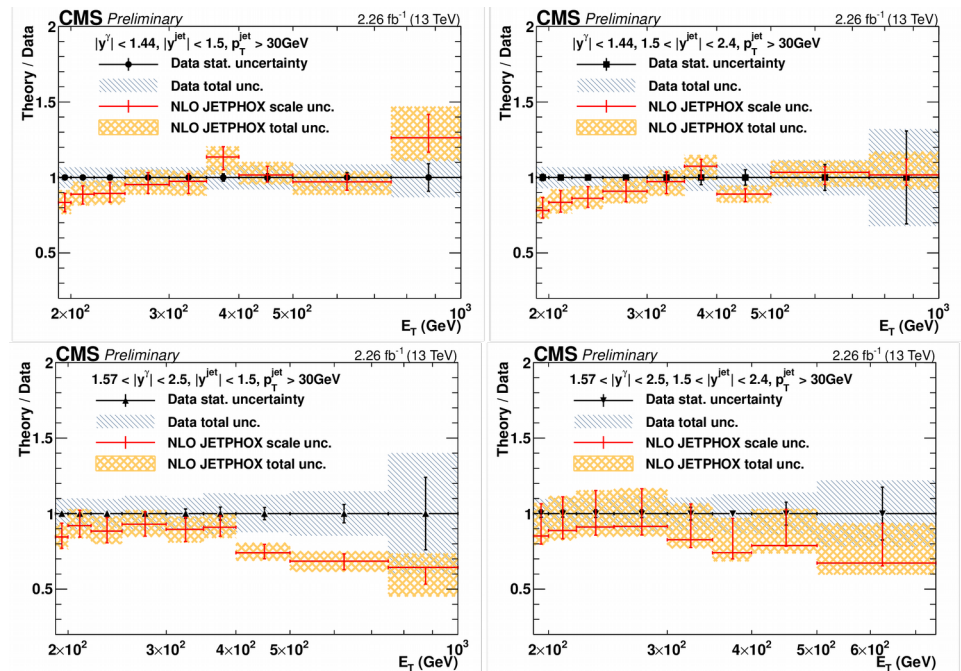 CMS Preliminary 2.26 fb⁻¹ (13 TeV)
|y^γ| < 1.44, |y^jet| < 1.5, p_T^jet > 30GeV
Data stat. uncertainty
Data total unc.
NLO JETPHOX scale unc.
NLO JETPHOX total unc.
Theory / Data
2
1.5
1
0.5
2×10² 3×10² 4×10² 5×10² 10³
E_T (GeV)
CMS Preliminary 2.26 fb⁻¹ (13 TeV)
|y^γ| < 1.44, 1.5 < |y^jet| < 2.4, p_T^jet > 30GeV
Data stat. uncertainty
Data total unc.
NLO JETPHOX scale unc.
NLO JETPHOX total unc.
Theory / Data
2
1.5
1
0.5
2×10² 3×10² 4×10² 5×10² 10³
E_T (GeV)
CMS Preliminary 2.26 fb⁻¹ (13 TeV)
1.57 < |y^γ| < 2.5, |y^jet| < 1.5, p_T^jet > 30GeV
Data stat. uncertainty
Data total unc.
NLO JETPHOX scale unc.
NLO JETPHOX total unc.
Theory / Data
2
1.5
1
0.5
2×10² 3×10² 4×10² 5×10² 10³
E_T (GeV)
CMS Preliminary 2.26 fb⁻¹ (13 TeV)
1.57 < |y^γ| < 2.5, 1.5 < |y^jet| < 2.4, p_T^jet > 30GeV
Data stat. uncertainty
Data total unc.
NLO JETPHOX scale unc.
NLO JETPHOX total unc.
Theory / Data
2
1.5
1
0.5
2×10² 3×10² 4×10² 5×10² 6×10²
E_T (GeV)